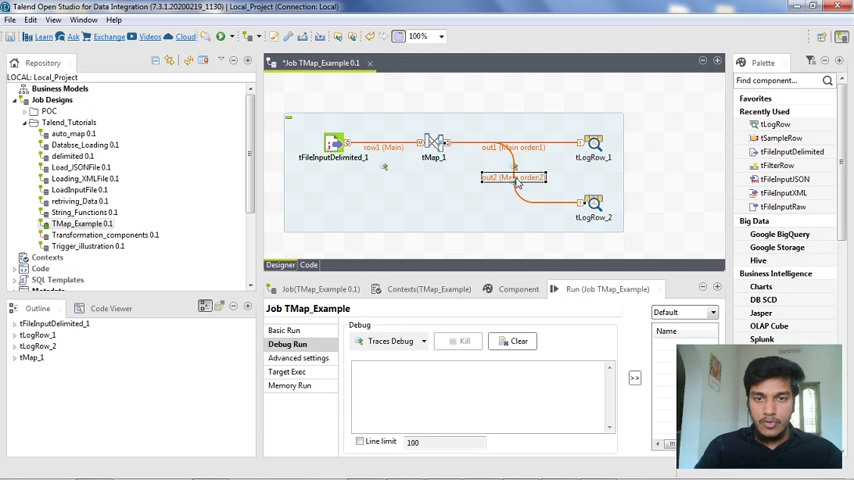 Talend Open Studio for Data Integration (7.3.1.20200219_1130) | Local_Project (Connection: Local)
File Edit View Window Help
Learn Ask Exchange Videos Cloud 100%
Repository
LOCAL: Local_Project
Business Models
Job Designs
POC
Talend_Tutorials
auto_map 0.1
Databse_Loading 0.1
delimited 0.1
Load_JSONFile 0.1
Loading_XMLFile 0.1
LoadInputFile 0.1
retriving_Data 0.1
String_Functions 0.1
TMap_Example 0.1
Transformation_components 0.1
Trigger_illustration 0.1
Contexts
Code
SQL Templates
Metadata
Outline Code Viewer
tFileInputDelimited_1
tLogRow_1
tLogRow_2
tMap_1
*Job TMap_Example 0.1
row1 (Main)
out1 (Main order:1)
tFileInputDelimited_1
tMap_1
tLogRow_1
out2 (Main order:2)
tLogRow_2
Designer Code
Job(TMap_Example 0.1) Contexts(TMap_Example) Component Run (Job TMap_Example)
Job TMap_Example
Basic Run
Debug Run
Advanced settings
Target Exec
Memory Run
Debug
Traces Debug Kill Clear
Line limit 100
Default
Name
>>
Palette
Find component...
Favorites
Recently Used
tLogRow
tSampleRow
tFileInputDelimited
tFilterRow
tFileInputJSON
tFileInputXML
tFileInputRaw
Big Data
Google BigQuery
Google Storage
Hive
Business Intelligence
Charts
DB SCD
Jasper
OLAP Cube
Splunk